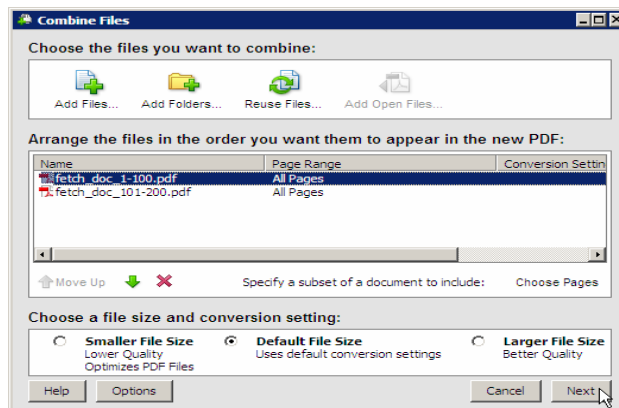 Combine Files
Choose the files you want to combine:
Add Files... Add Folders... Reuse Files... Add Open Files...
Arrange the files in the order you want them to appear in the new PDF:
Name Page Range Conversion Settin
fetch_doc_1-100.pdf All Pages
fetch_doc_101-200.pdf All Pages
Move Up Specify a subset of a document to include: Choose Pages
Choose a file size and conversion setting:
Smaller File Size Default File Size Larger File Size
Lower Quality Uses default conversion settings Better Quality
Optimizes PDF Files
Help Options Cancel Next